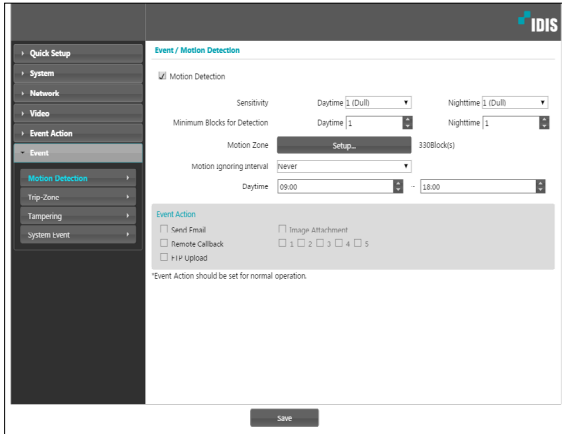 IDIS
Quick Setup
System
Network
Video
Event Action
Event
Motion Detection
Trip-Zone
Tampering
System Event
Event / Motion Detection
Motion Detection
Sensitivity Daytime 1 (Dull) Nighttime 1 (Dull)
Minimum Blocks for Detection Daytime 1 Nighttime 1
Motion Zone Setup... 330Block(s)
Motion Ignoring Interval Never
Daytime 09:00 ~ 18:00
Event Action
Send Email Image Attachment
Remote Callback 1 2 3 4 5
FTP Upload
*Event Action should be set for normal operation.
Save